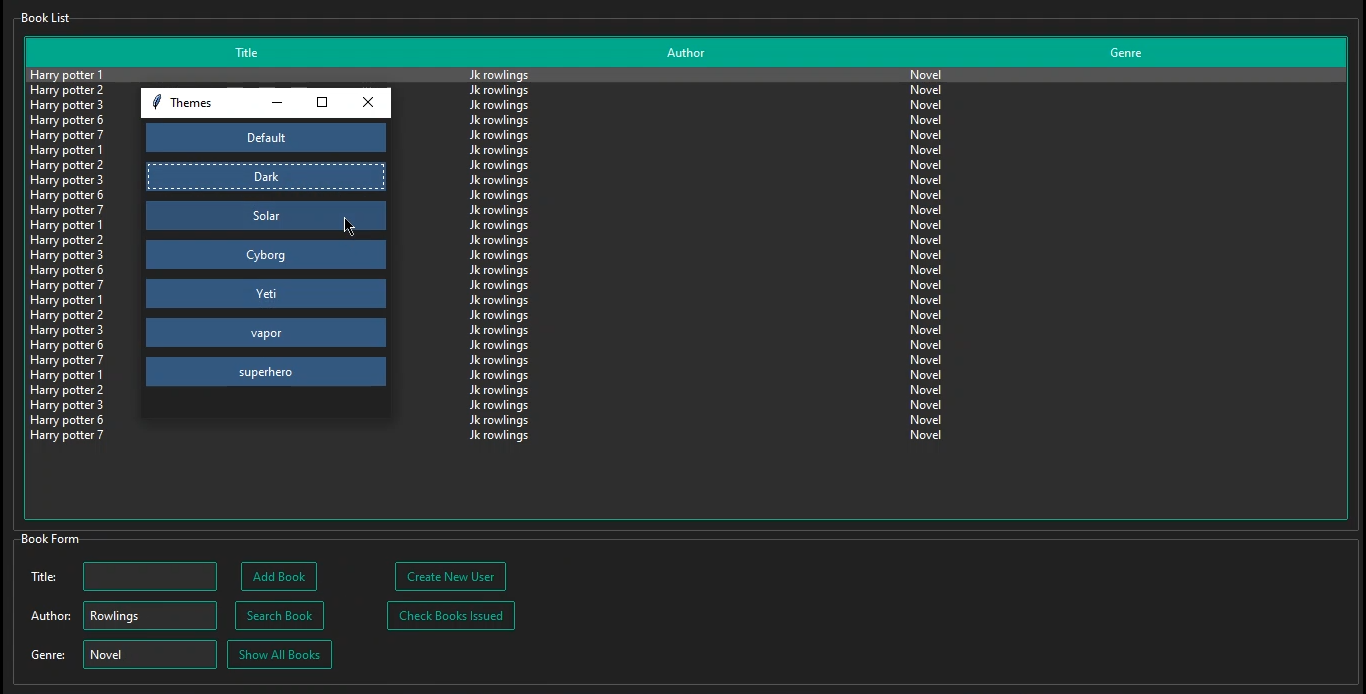 Book List
Title Author Genre
Harry potter 1 Jk rowlings Novel
Harry potter 2 Jk rowlings Novel
Themes
Harry potter 3 Jk rowlings Novel
Harry potter 6 Jk rowlings Novel
Harry potter 7 Default Jk rowlings Novel
Harry potter 1 Jk rowlings Novel
Harry potter 2 Jk rowlings Novel
Harry potter 3 Dark Jk rowlings Novel
Harry potter 6 Jk rowlings Novel
Harry potter 7 Solar Jk rowlings Novel
Harry potter 1 Jk rowlings Novel
Harry potter 2 Jk rowlings Novel
Harry potter 3 Cyborg Jk rowlings Novel
Harry potter 6 Jk rowlings Novel
Harry potter 7 Yeti Jk rowlings Novel
Harry potter 1 Jk rowlings Novel
Harry potter 2 Jk rowlings Novel
Harry potter 3 vapor Jk rowlings Novel
Harry potter 6 Jk rowlings Novel
Harry potter 7 Jk rowlings Novel
Harry potter 1 superhero Jk rowlings Novel
Harry potter 2 Jk rowlings Novel
Harry potter 3 Jk rowlings Novel
Harry potter 6 Jk rowlings Novel
Harry potter 7 Jk rowlings Novel
Book Form
Title: Add Book Create New User
Author: Rowlings Search Book Check Books Issued
Genre: Novel Show All Books